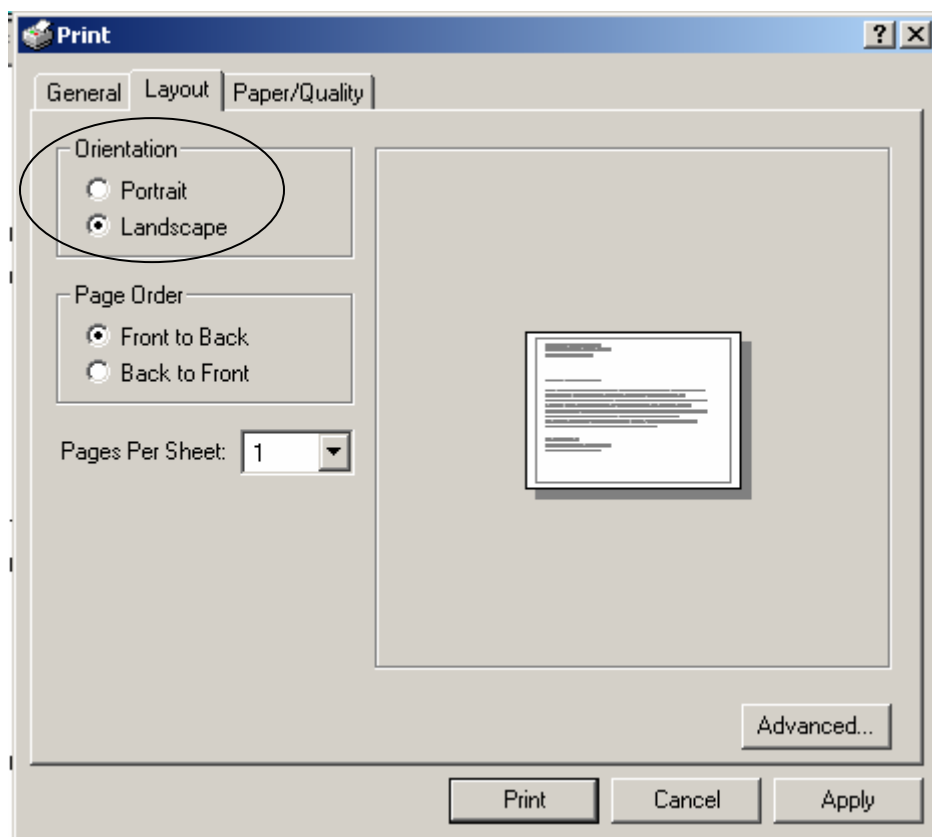 Print
General Layout Paper/Quality
Orientation
Portrait
Landscape
Page Order
Front to Back
Back to Front
Pages Per Sheet: 1
Advanced...
Print Cancel Apply